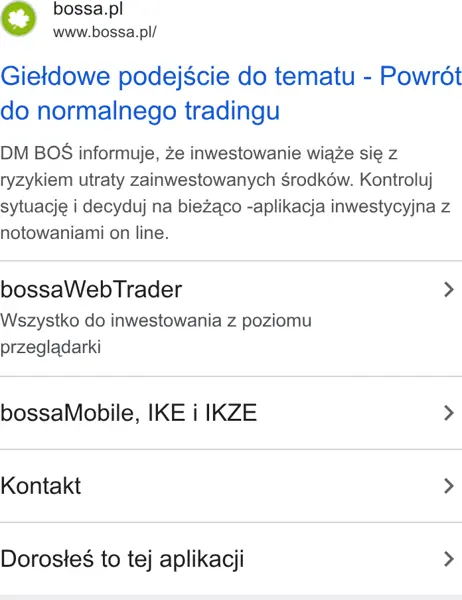 bossa.pl
www.bossa.pl/
Giełdowe podejście do tematu - Powrót
do normalnego tradingu
DM BOŚ informuje, że inwestowanie wiąże się z
ryzykiem utraty zainwestowanych środków. Kontroluj
sytuację i decyduj na bieżąco -aplikacja inwestycyjna z
notowaniami on line.
bossaWebTrader
Wszystko do inwestowania z poziomu
przeglądarki
bossaMobile, IKE i IKZE
Kontakt
Dorosłeś to tej aplikacji